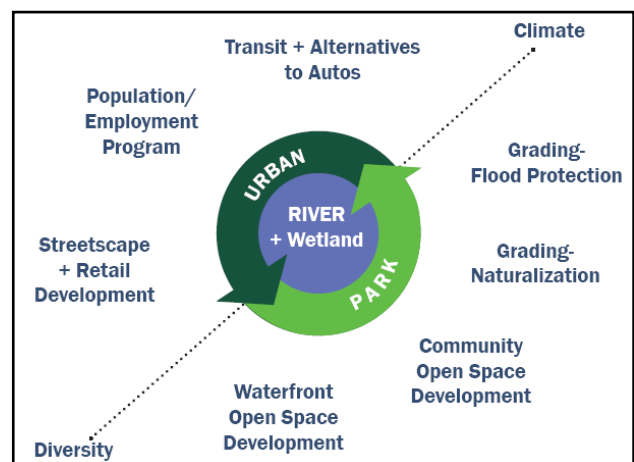 Climate
Transit + Alternatives
to Autos
Population/
Employment
Program
Grading-
Flood Protection
URBAN
RIVER
+ Wetland
PARK
Streetscape
+ Retail
Development
Grading-
Naturalization
Community
Open Space
Development
Waterfront
Open Space
Development
Diversity